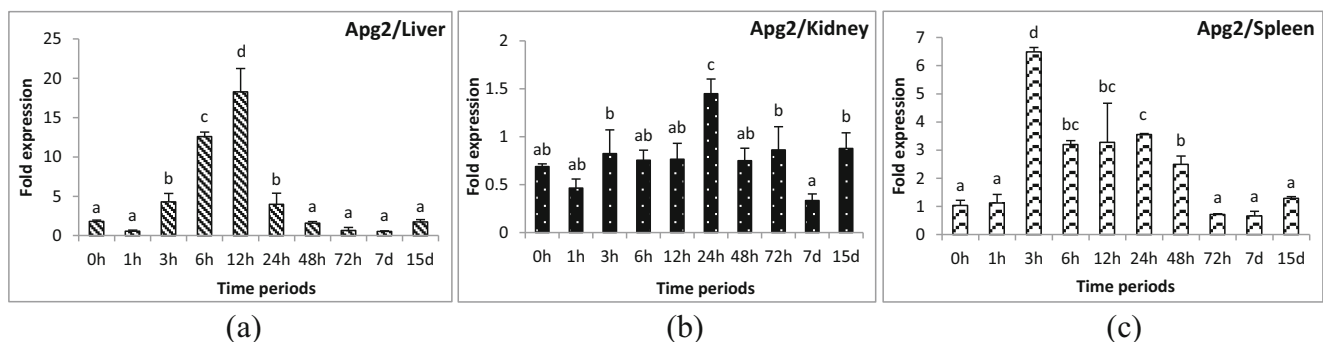 Apg2/Liver
25
20
15
10
5
0
Fold expression
a a b c d b a a a a
0h 1h 3h 6h 12h 24h 48h 72h 7d 15d
Time periods
(a)
Apg2/Kidney
2
1.5
1
0.5
0
Fold expression
ab ab b ab ab c ab b a b
0h 1h 3h 6h 12h 24h 48h 72h 7d 15d
Time periods
(b)
Apg2/Spleen
7
6
5
4
3
2
1
0
Fold expression
a a d bc bc c b a a a
0h 1h 3h 6h 12h 24h 48h 72h 7d 15d
Time periods
(c)